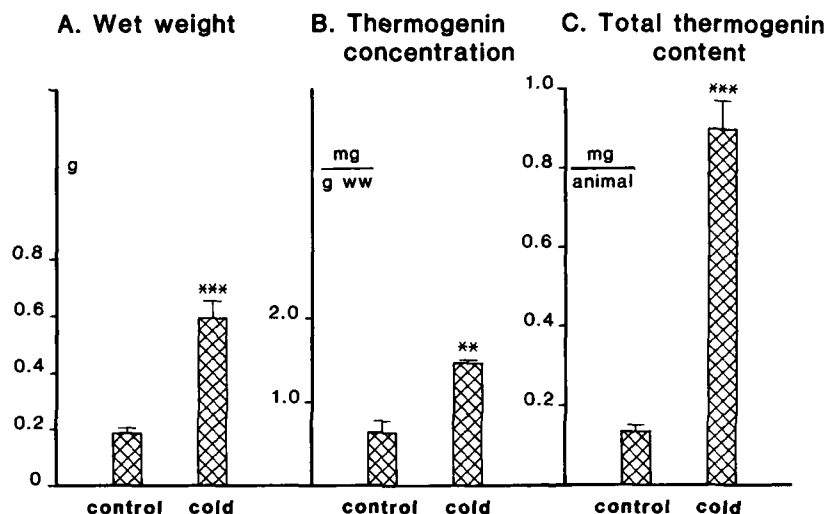 A. Wet weight
B. Thermogenin
concentration
C. Total thermogenin
content
g
0.8
0.6
0.4
0.2
0
***
control cold
mg
g ww
2.0
1.0
**
control cold
1.0
mg
animal
0.8
0.6
0.4
0.2
***
control cold